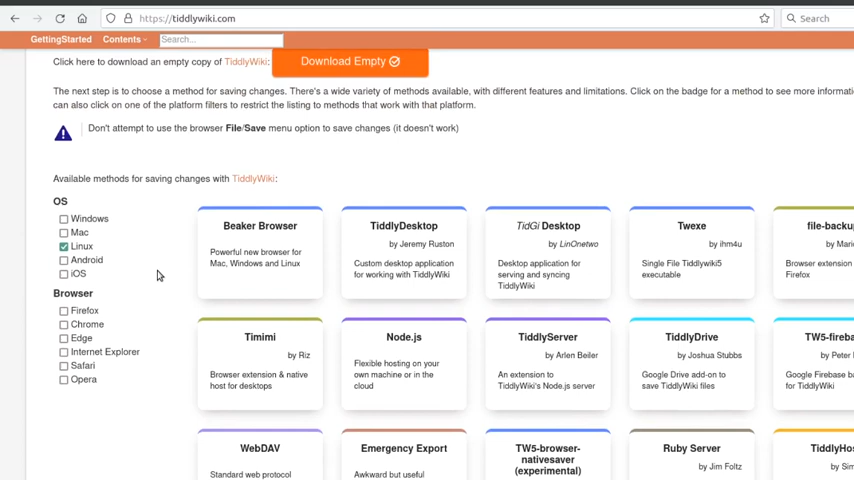 https://tiddlywiki.com
Search
GettingStarted Contents Search...
Click here to download an empty copy of TiddlyWiki: Download Empty
The next step is to choose a method for saving changes. There's a wide variety of methods available, with different features and limitations. Click on the badge for a method to see more
can also click on one of the platform filters to restrict the listing to methods that work with that platform.
Don't attempt to use the browser File/Save menu option to save changes (it doesn't work)
Available methods for saving changes with TiddlyWiki:
OS
Windows
Mac
Linux
Android
iOS
Browser
Firefox
Chrome
Edge
Internet Explorer
Safari
Opera
Beaker Browser
Powerful new browser for
Mac, Windows and Linux
TiddlyDesktop
by Jeremy Ruston
Custom desktop application
for working with TiddlyWiki
TidGi Desktop
by LinOnetwo
Desktop application for
serving and syncing
TiddlyWiki
Twexe
by ihm4u
Single File Tiddlywiki5
executable
by
Browser extension
Firefox
Timimi
by Riz
Browser extension & native
host for desktops
Node.js
Flexible hosting on your
own machine or in the
cloud
TiddlyServer
by Arlen Beiler
An extension to
TiddlyWiki's Node.js server
TiddlyDrive
by Joshua Stubbs
Google Drive add-on to
save TiddlyWiki files
by Peter
Google Firebase
for TiddlyWiki
WebDAV
Standard web protocol
Emergency Export
Awkward but useful
TW5-browser-
nativesaver
(experimental)
Ruby Server
by Jim Foltz
by